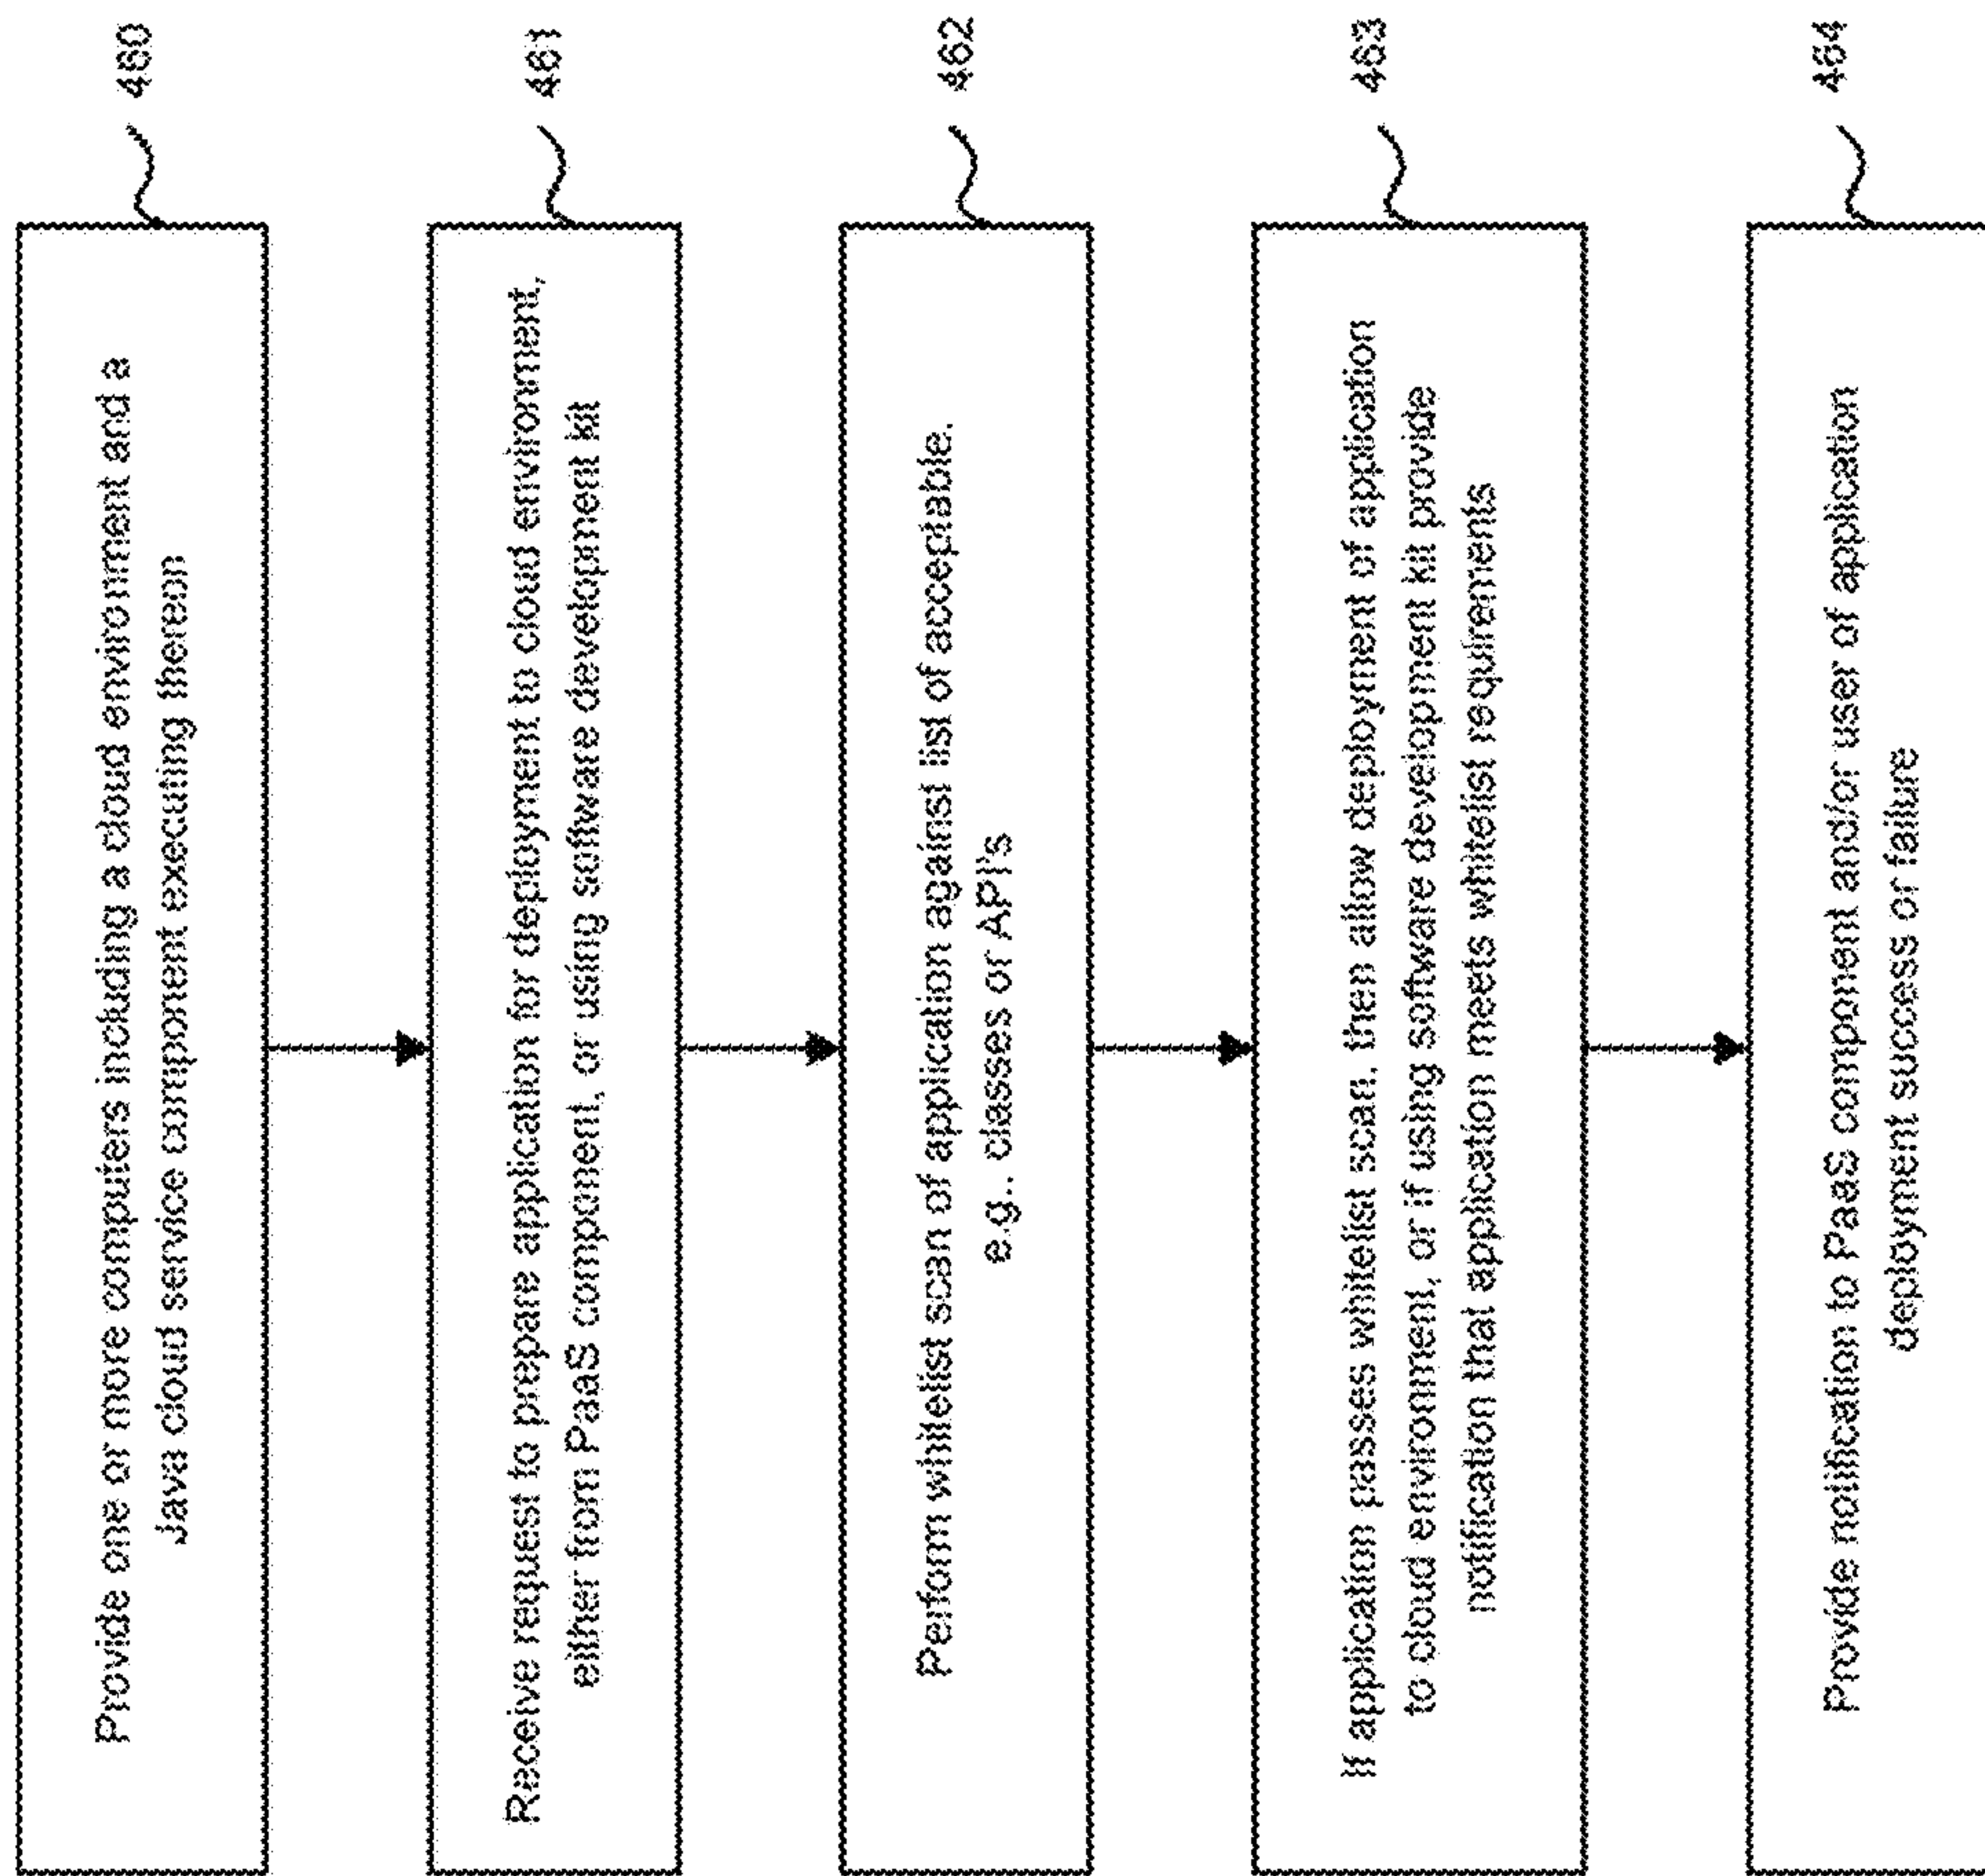 Provide one or more computers including a cloud environment and a
Java cloud service component executing thereon
460
Receive request to prepare application for deployment to cloud environment,
either from PaaS component, or using software development kit
461
Perform whitelist scan of application against list of acceptable,
e.g., classes or API's
462
If application passes whitelist scan, then allow deployment of application
to cloud environment, or if using software development kit provide
notification that application meets whitelist requirements
463
Provide notification to PaaS component and/or user of application
deployment success or failure
464